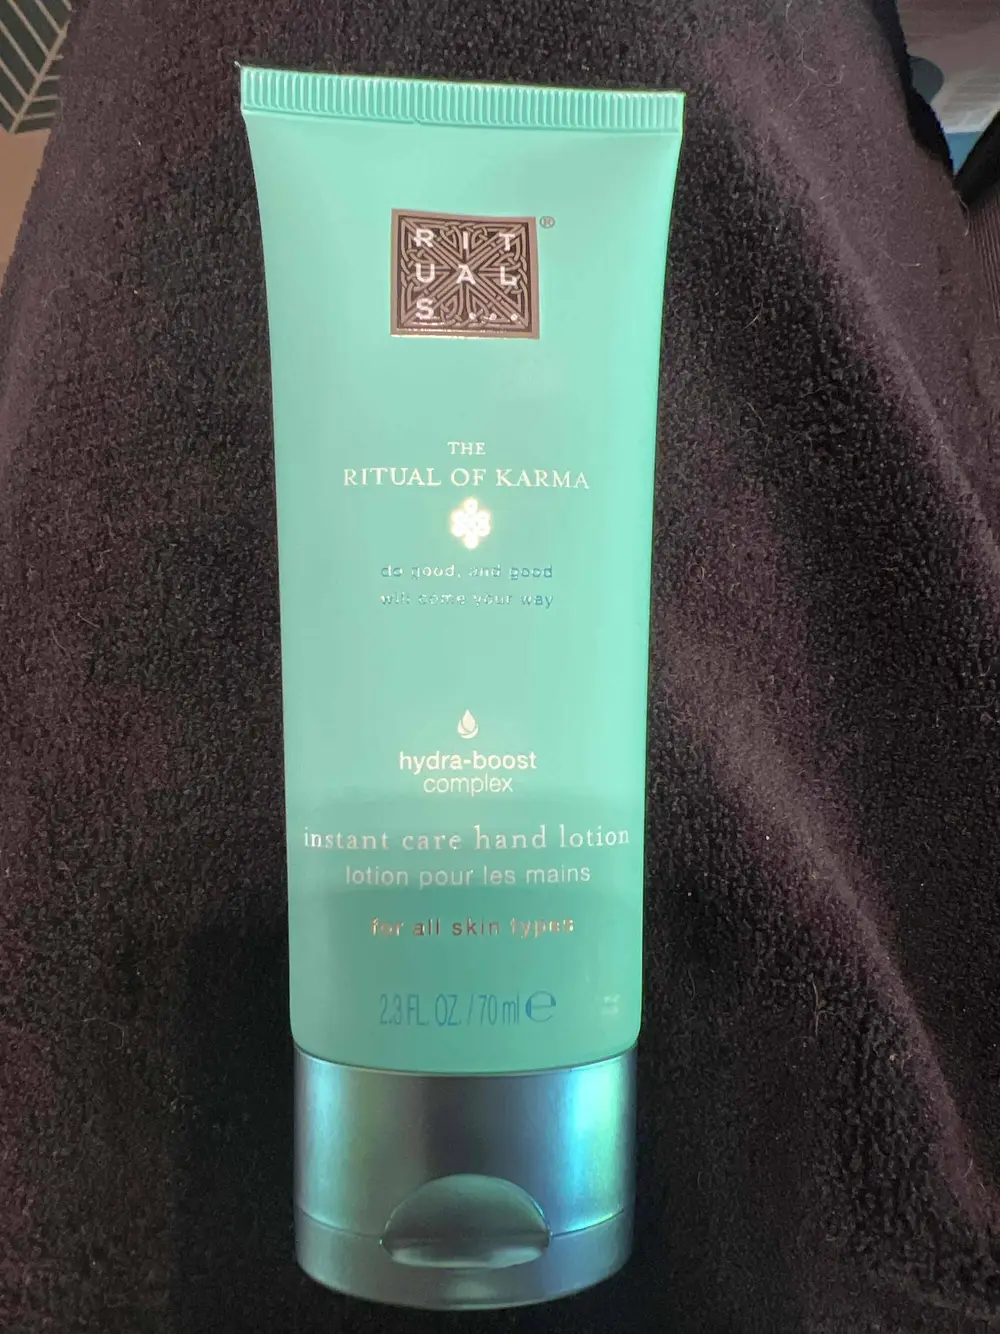 RIT
UAL
S...
®
THE
RITUAL OF KARMA
do good, and good
will come your way
hydra-boost
complex
instant care hand lotion
lotion pour les mains
for all skin types
2.3 FL. OZ. / 70 ml ℮